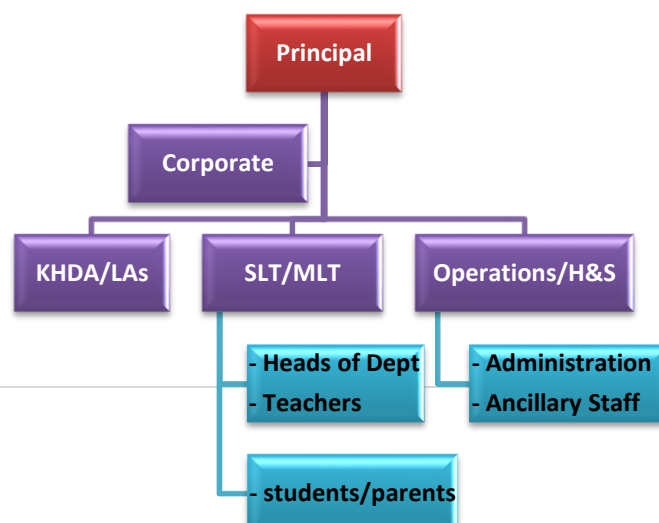 Principal
Corporate
KHDA/LAs
SLT/MLT
Operations/H&S
- Heads of Dept
- Teachers
- Administration
- Ancillary Staff
- students/parents